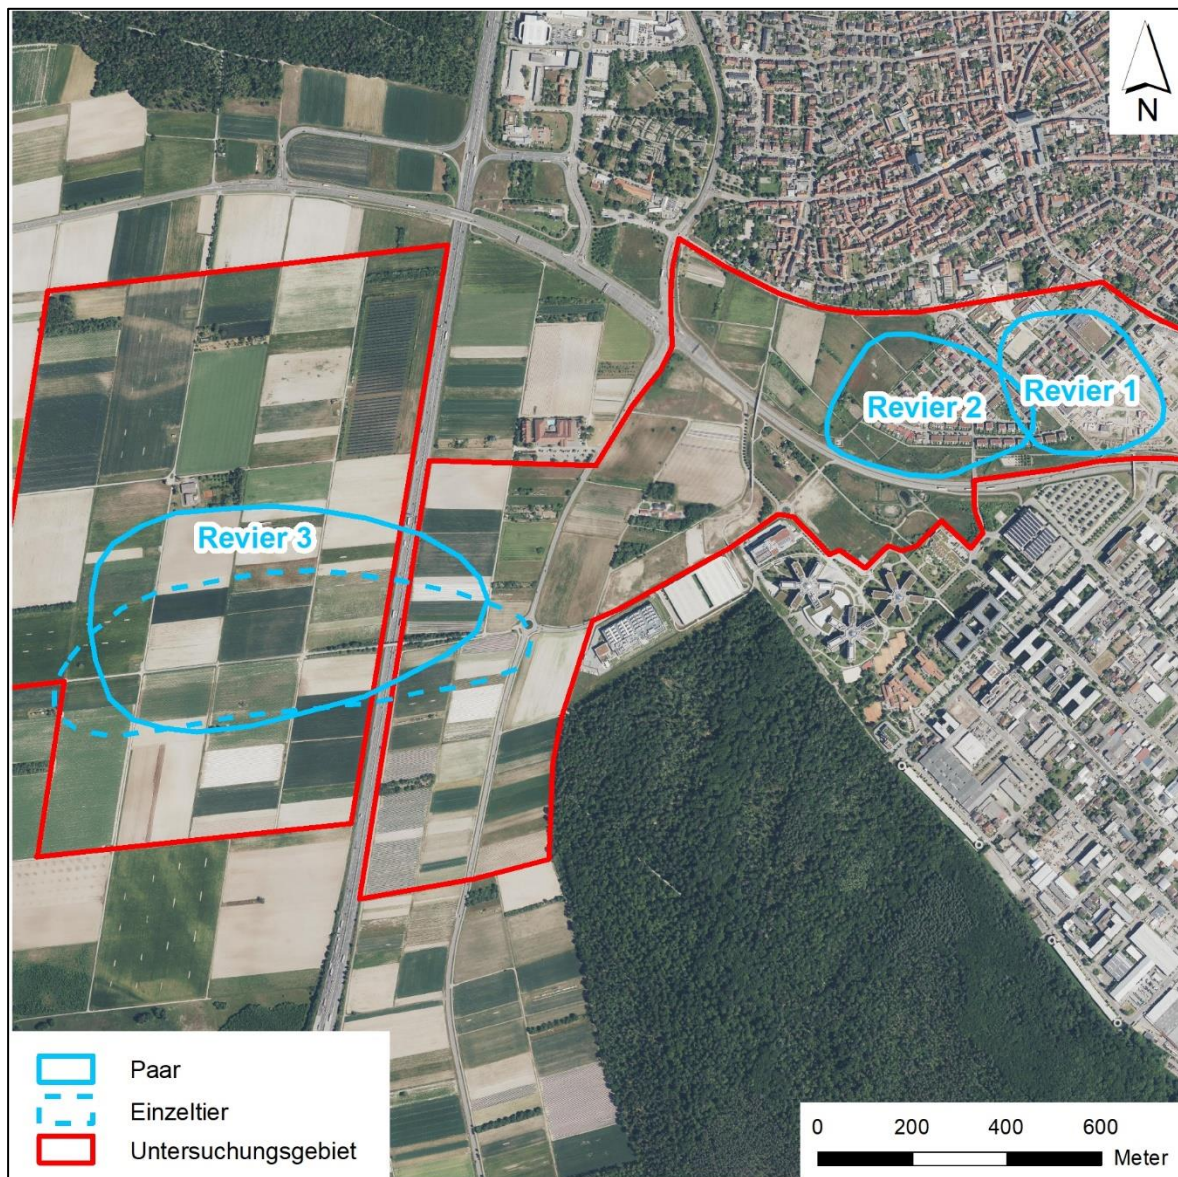 N
Revier 1
Revier 2
Revier 3
Paar
Einzeltier
Untersuchungsgebiet
0 200 400 600
Meter